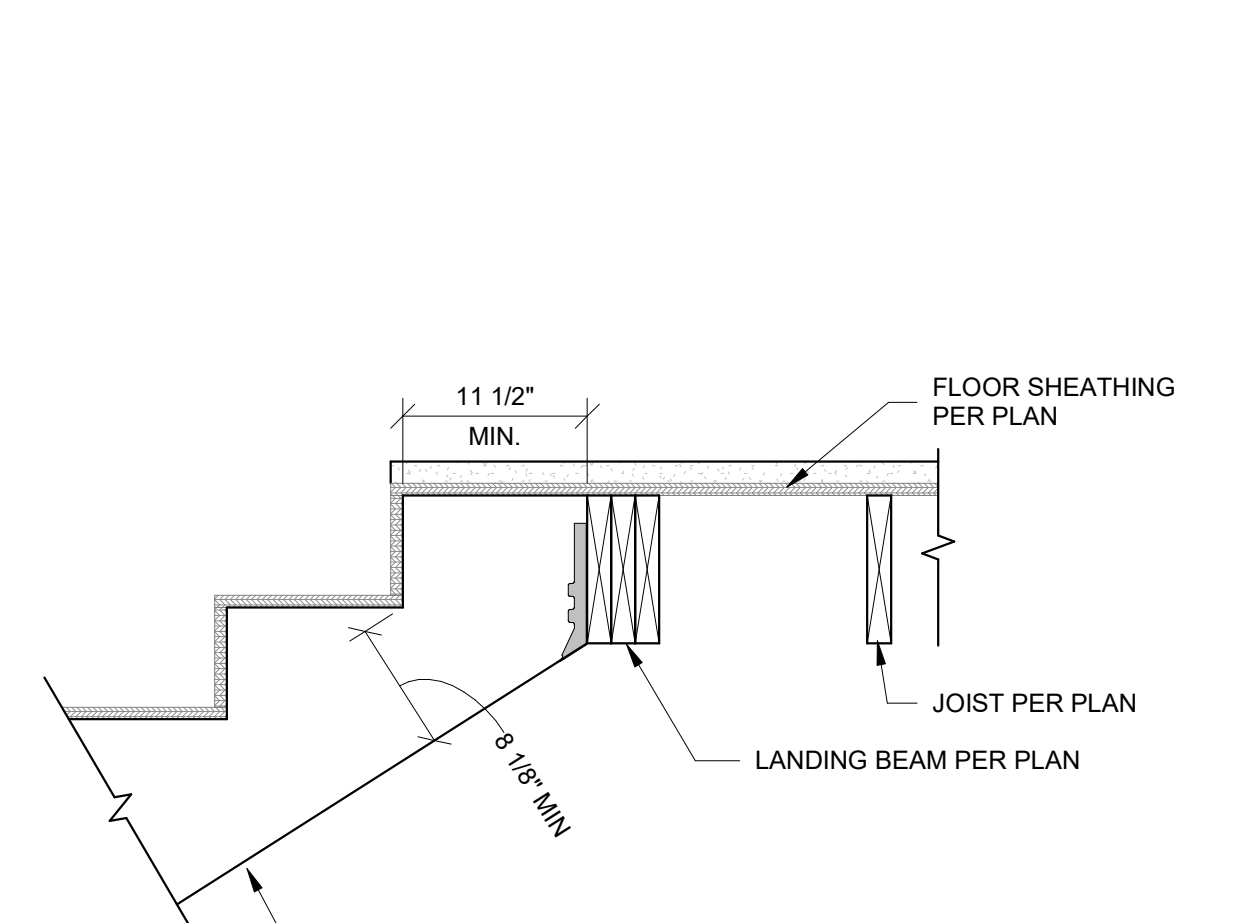 11 1/2"
MIN.
FLOOR SHEATHING
PER PLAN
JOIST PER PLAN
LANDING BEAM PER PLAN
8 1/8" MIN